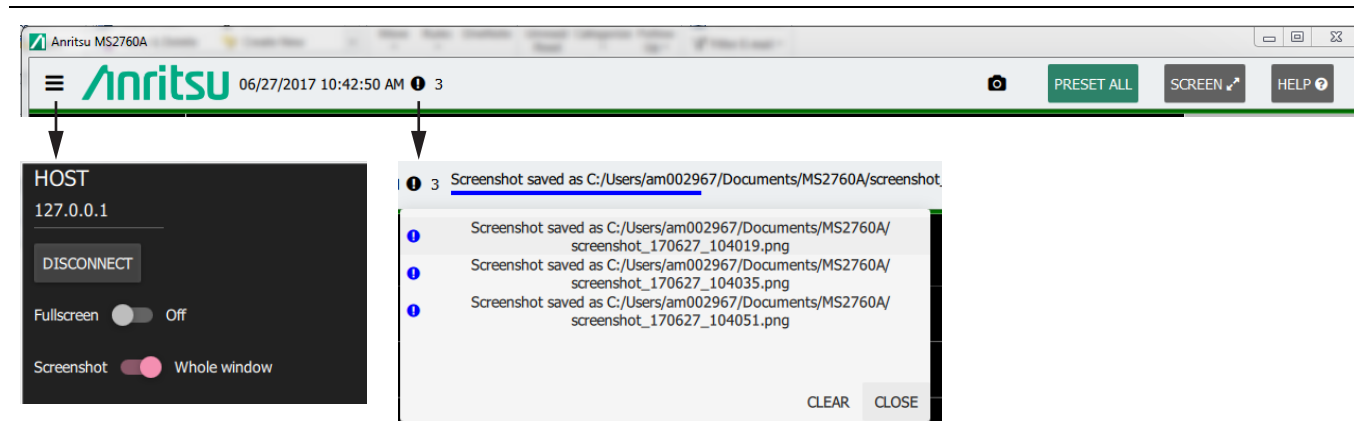 Anritsu MS2760A
Anritsu 06/27/2017 10:42:50 AM 3 PRESET ALL SCREEN HELP
HOST
127.0.0.1
DISCONNECT
Fullscreen Off
Screenshot Whole window
3 Screenshot saved as C:/Users/am002967/Documents/MS2760A/screenshot_
Screenshot saved as C:/Users/am002967/Documents/MS2760A/
screenshot_170627_104019.png
Screenshot saved as C:/Users/am002967/Documents/MS2760A/
screenshot_170627_104035.png
Screenshot saved as C:/Users/am002967/Documents/MS2760A/
screenshot_170627_104051.png
CLEAR CLOSE